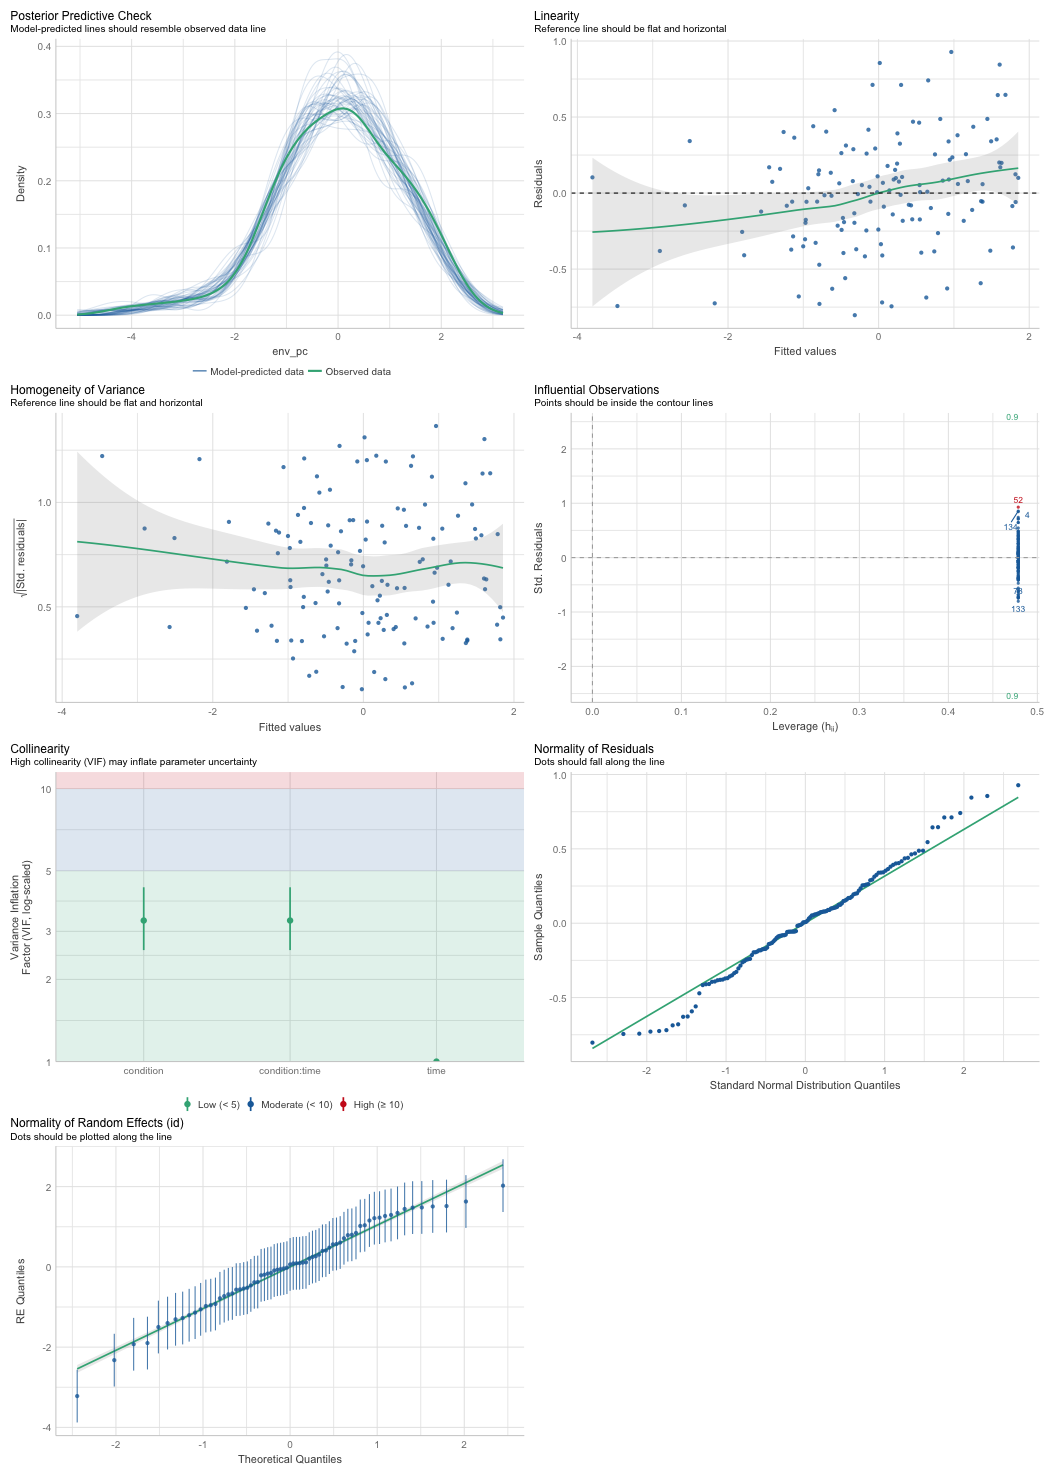 Posterior Predictive Check
Model-predicted lines should resemble observed data line
0.4
0.3
0.2
0.1
0.0
Density
-4
-2
0
2
env_pc
Model-predicted data
Observed data
Linearity
Reference line should be flat and horizontal
1.0
0.5
0.0
-0.5
Residuals
-4
-2
0
2
Fitted values
Homogeneity of Variance
Reference line should be flat and horizontal
1.0
0.5
√|Std. residuals|
-4
-2
0
2
Fitted values
Influential Observations
Points should be inside the contour lines
0.9
2
1
0
-1
-2
Std. Residuals
52
4
134
133
0.9
0.0
0.1
0.2
0.3
0.4
0.5
Leverage (hᵢᵢ)
Collinearity
High collinearity (VIF) may inflate parameter uncertainty
10
5
3
2
1
Variance Inflation
Factor (VIF, log-scaled)
condition
condition:time
time
Low (< 5)
Moderate (< 10)
High (≥ 10)
Normality of Residuals
Dots should fall along the line
1.0
0.5
0.0
-0.5
Sample Quantiles
-2
-1
0
1
2
Standard Normal Distribution Quantiles
Normality of Random Effects (id)
Dots should be plotted along the line
2
0
-2
-4
RE Quantiles
-2
-1
0
1
2
Theoretical Quantiles